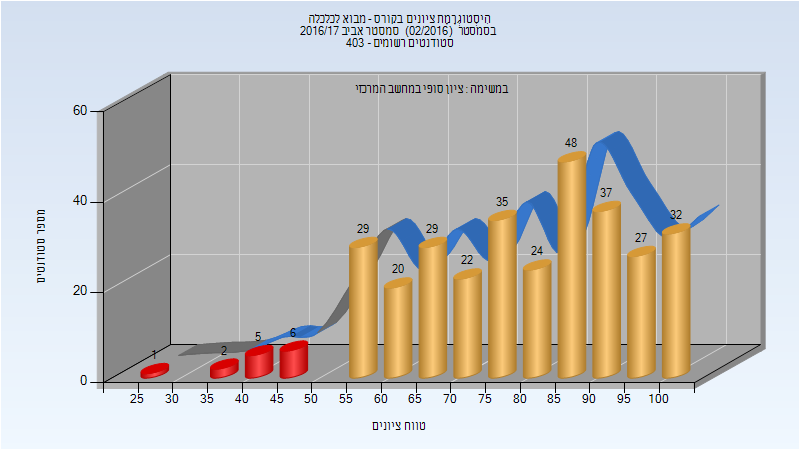 היסטוגרמת ציונים בקורס - מבוא לכלכלה
בסמסטר (02/2016) סמסטר אביב 2016/17
סטודנטים רשומים - 403
במשימה : ציון סופי במחשב המרכזי
מספר סטודנטים
60
40
20
0
1
2
5
6
29
20
29
22
35
24
48
37
27
32
25 30 35 40 45 50 55 60 65 70 75 80 85 90 95 100
טווח ציונים